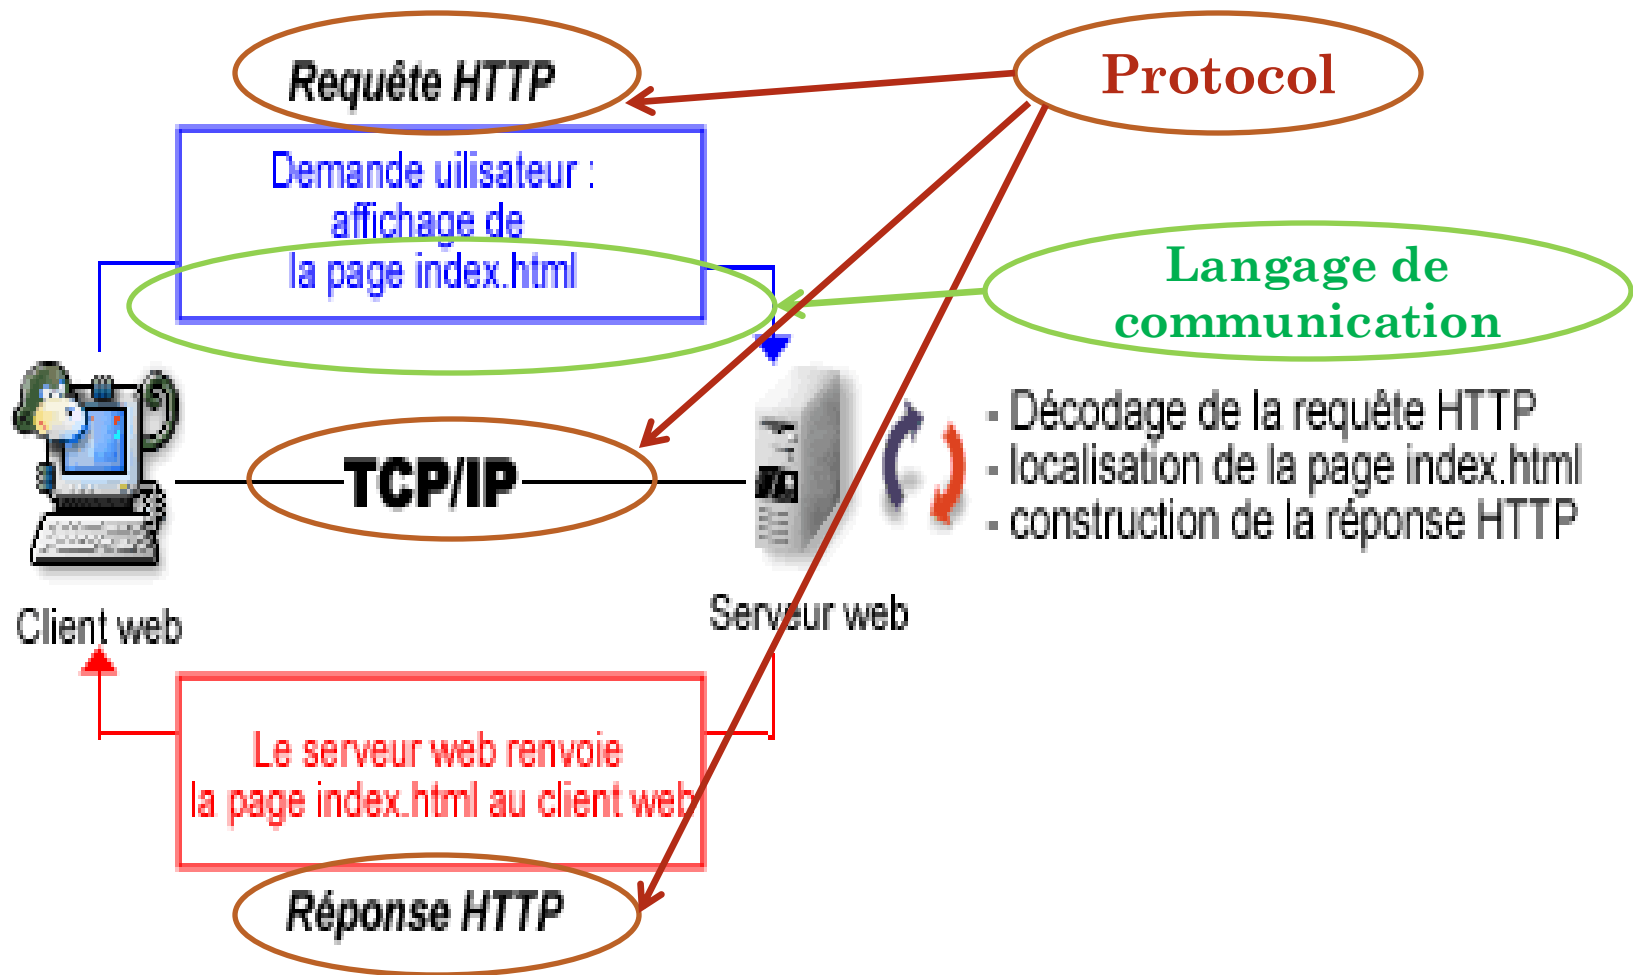 Requête HTTP
Protocol
Demande uilisateur :
affichage de
la page index.html
Langage de
communication
- Décodage de la requête HTTP
- localisation de la page index.html
- construction de la réponse HTTP
TCP/IP
Client web
Serveur web
Le serveur web renvoie
la page index.html au client web
Réponse HTTP